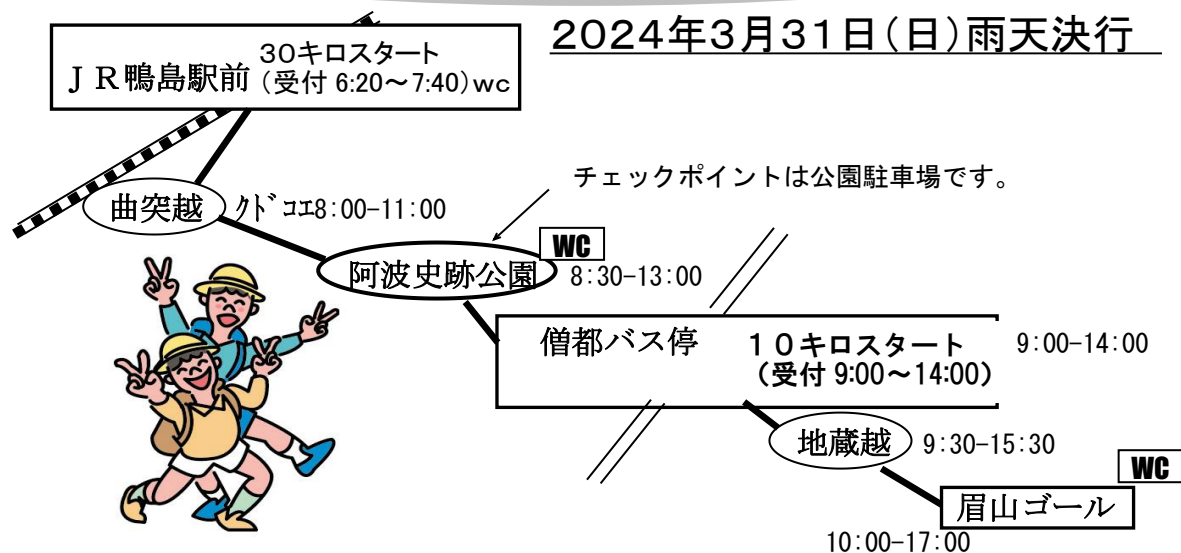 2024年3月31日(日)雨天決行
30キロスタート
JR鴨島駅前 (受付 6:20~7:40)wc
チェックポイントは公園駐車場です。
曲突越 クドコエ8:00-11:00
WC
阿波史跡公園 8:30-13:00
僧都バス停 10キロスタート 9:00-14:00
(受付 9:00~14:00)
地蔵越 9:30-15:30
WC
眉山ゴール
10:00-17:00